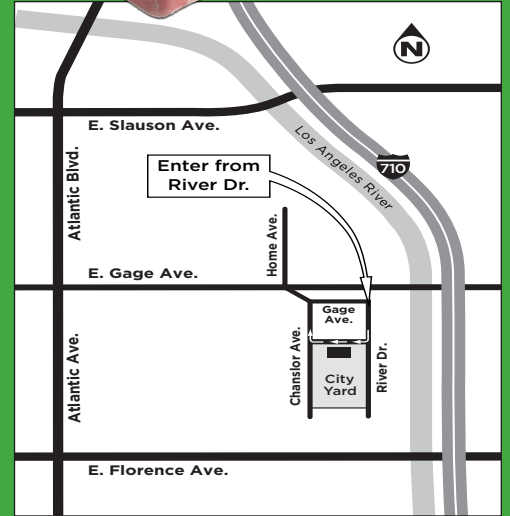 N
E. Slauson Ave.
Los Angeles River
710
Atlantic Blvd.
Enter from
River Dr.
Home Ave.
E. Gage Ave.
Gage
Ave.
Chanslor Ave.
City
Yard
River Dr.
Atlantic Ave.
E. Florence Ave.